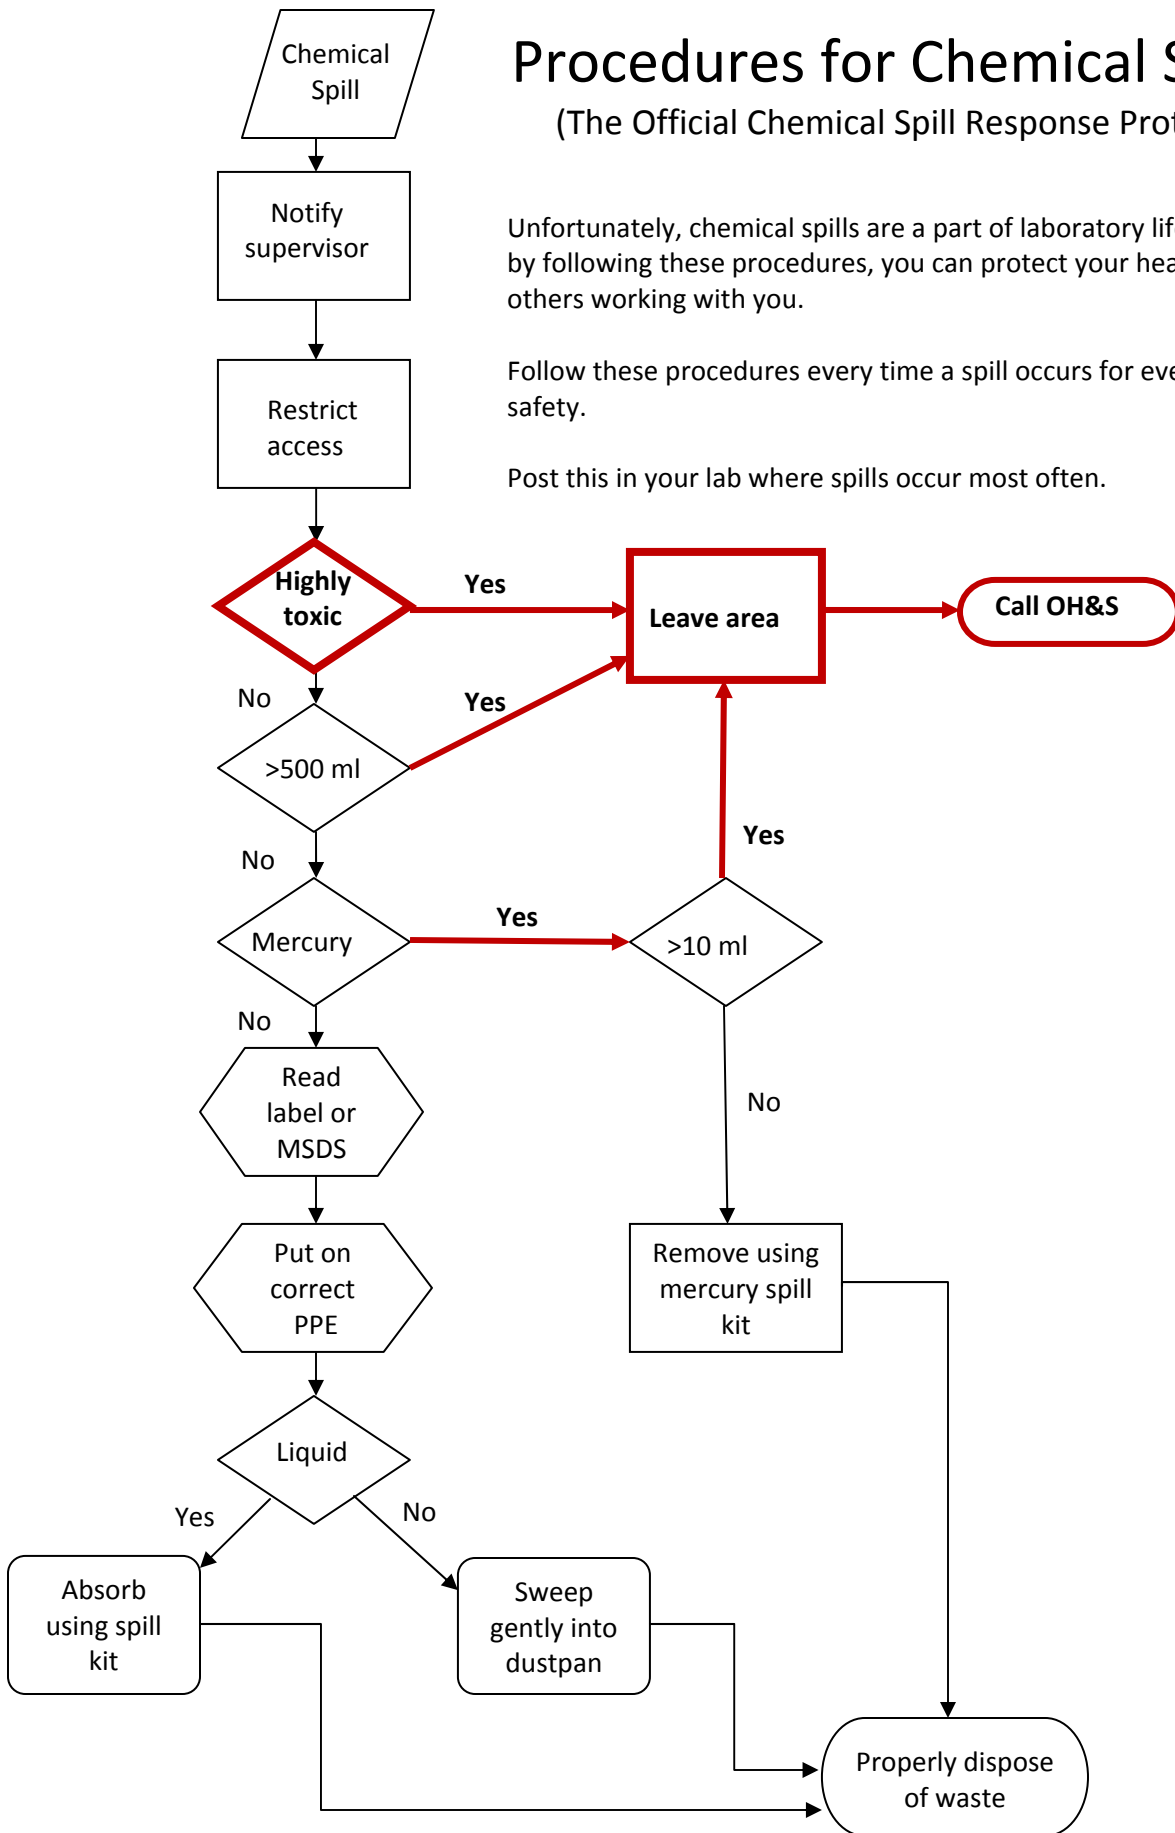 Chemical
Spill
Procedures for Chemical S
(The Official Chemical Spill Response Prot
Notify
supervisor
Unfortunately, chemical spills are a part of laboratory lif
by following these procedures, you can protect your hea
others working with you.
Follow these procedures every time a spill occurs for eve
safety.
Restrict
access
Post this in your lab where spills occur most often.
Highly
toxic
Yes
Leave area
Call OH&S
No
Yes
>500 ml
Yes
No
Mercury
Yes
>10 ml
No
Read
label or
MSDS
No
Put on
correct
PPE
Remove using
mercury spill
kit
Liquid
Yes
No
Absorb
using spill
kit
Sweep
gently into
dustpan
Properly dispose
of waste